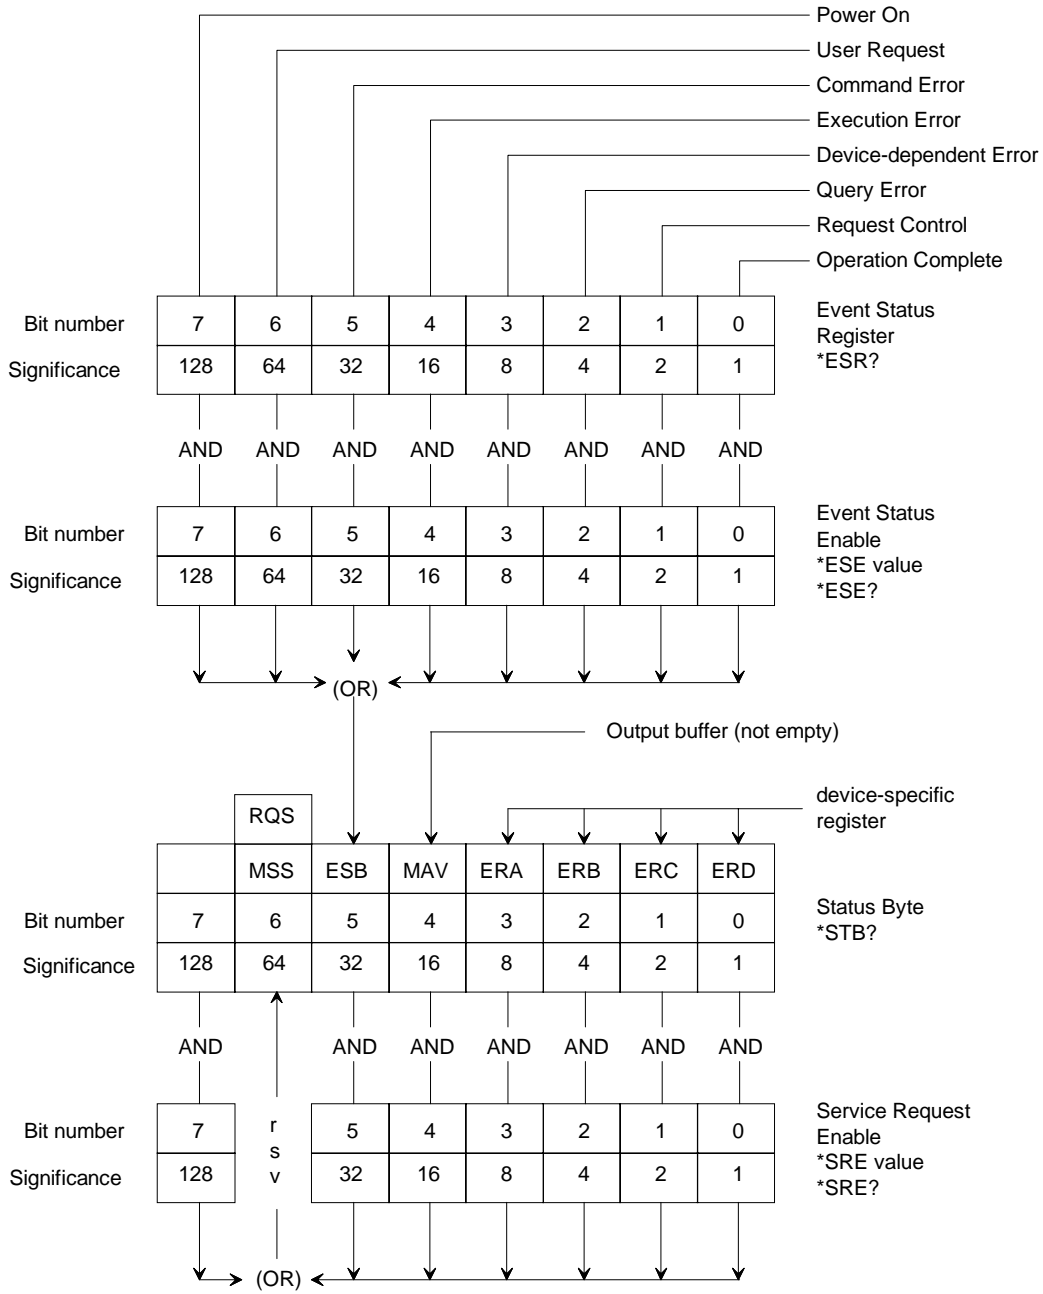 Power On
User Request
Command Error
Execution Error
Device-dependent Error
Query Error
Request Control
Operation Complete
Bit number 7 6 5 4 3 2 1 0
Significance 128 64 32 16 8 4 2 1
Event Status
Register
*ESR?
AND AND AND AND AND AND AND AND
Bit number 7 6 5 4 3 2 1 0
Significance 128 64 32 16 8 4 2 1
Event Status
Enable
*ESE value
*ESE?
(OR)
Output buffer (not empty)
device-specific
register
RQS
MSS ESB MAV ERA ERB ERC ERD
Bit number 7 6 5 4 3 2 1 0
Significance 128 64 32 16 8 4 2 1
Status Byte
*STB?
AND AND AND AND AND AND AND
Bit number 7 5 4 3 2 1 0
Significance 128 32 16 8 4 2 1
r
s
v
Service Request
Enable
*SRE value
*SRE?
(OR)